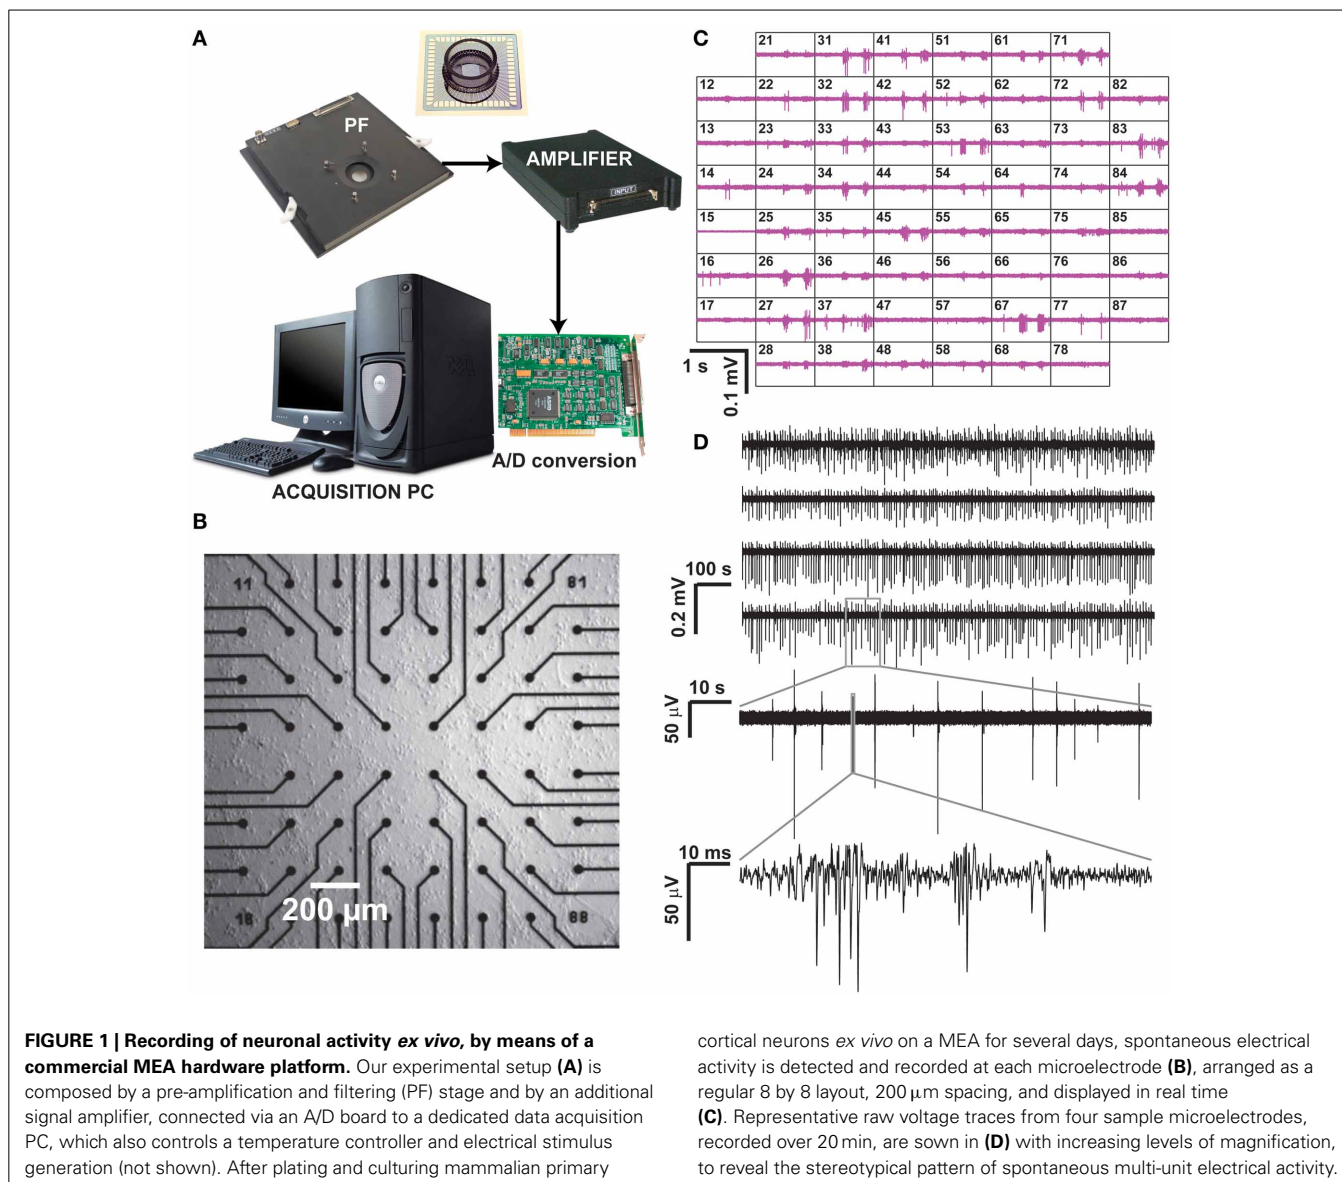 A
PF
AMPLIFIER
INPUT
A/D conversion
ACQUISITION PC
B
11
81
18
88
200 µm
C
21 31 41 51 61 71
12 22 32 42 52 62 72 82
13 23 33 43 53 63 73 83
14 24 34 44 54 64 74 84
15 25 35 45 55 65 75 85
16 26 36 46 56 66 76 86
17 27 37 47 57 67 77 87
28 38 48 58 68 78
1 s
0.1 mV
D
100 s
0.2 mV
10 s
50 µV
10 ms
50 µV
FIGURE 1 | Recording of neuronal activity ex vivo, by means of a
commercial MEA hardware platform. Our experimental setup (A) is
composed by a pre-amplification and filtering (PF) stage and by an additional
signal amplifier, connected via an A/D board to a dedicated data acquisition
PC, which also controls a temperature controller and electrical stimulus
generation (not shown). After plating and culturing mammalian primary
cortical neurons ex vivo on a MEA for several days, spontaneous electrical
activity is detected and recorded at each microelectrode (B), arranged as a
regular 8 by 8 layout, 200 µm spacing, and displayed in real time
(C). Representative raw voltage traces from four sample microelectrodes,
recorded over 20 min, are sown in (D) with increasing levels of magnification,
to reveal the stereotypical pattern of spontaneous multi-unit electrical activity.